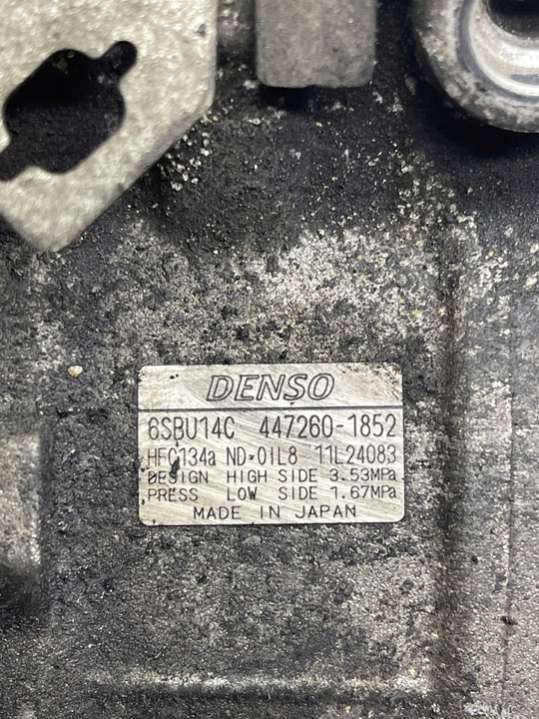 DENSO
6SBU14C 447260-1852
HFC134a ND-OIL8 11L24083
DESIGN HIGH SIDE 3.53MPa
PRESS LOW SIDE 1.67MPa
MADE IN JAPAN